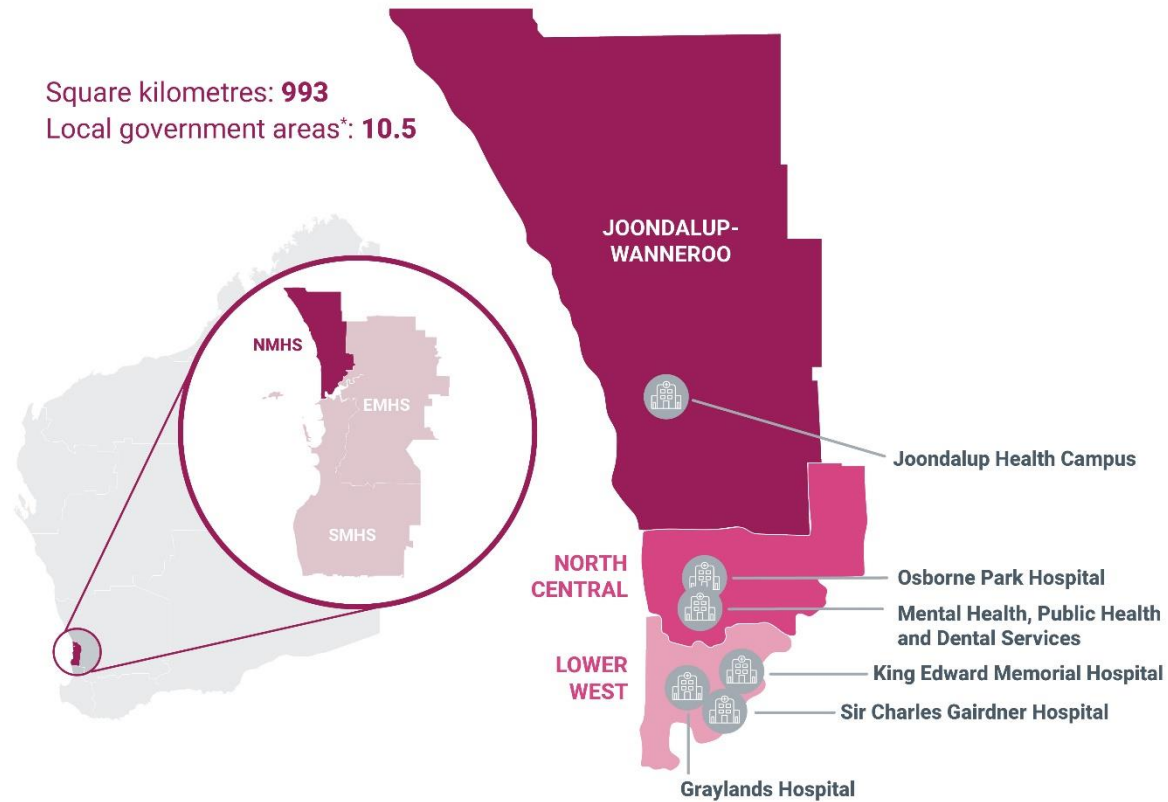 Square kilometres: 993
Local government areas*: 10.5
JOONDALUP-
WANNEROO
NMHS
EMHS
SMHS
Joondalup Health Campus
NORTH
CENTRAL
Osborne Park Hospital
Mental Health, Public Health
and Dental Services
LOWER
WEST
King Edward Memorial Hospital
Sir Charles Gairdner Hospital
Graylands Hospital